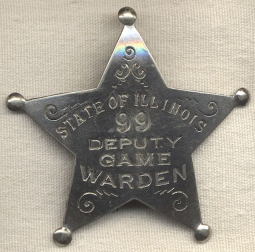 STATE OF ILLINOIS
99
DEPUTY
GAME
WARDEN